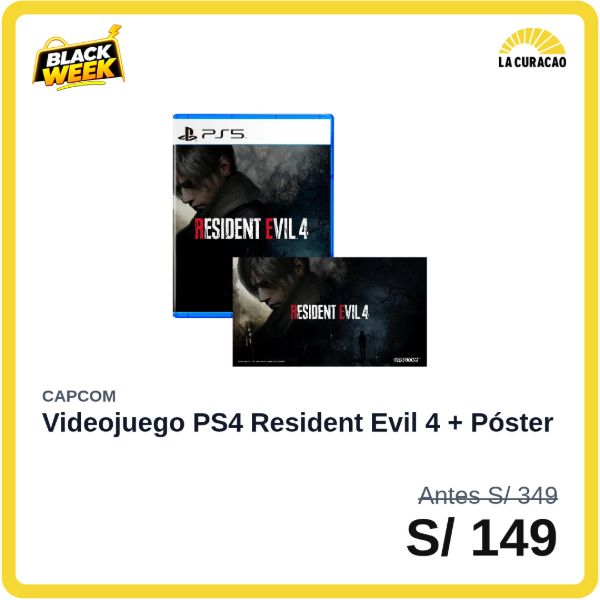 BLACK
WEEK
LA CURACAO
PS5
RESIDENT EVIL 4
RESIDENT EVIL 4
CAPCOM
CAPCOM
Videojuego PS4 Resident Evil 4 + Póster
Antes S/ 349
S/ 149